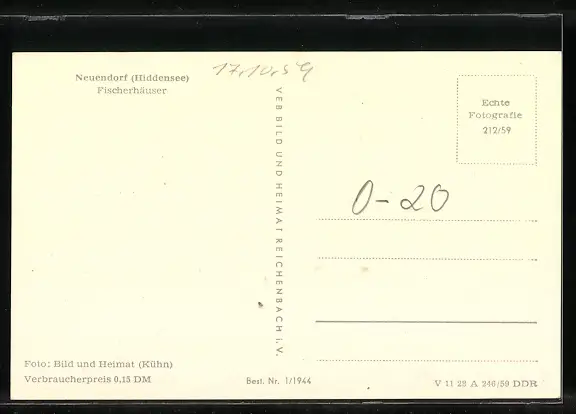 17.10.59
Neuendorf (Hiddensee)
Fischerhäuser
VEB BILD UND HEIMAT REICHENBACH i. V.
Echte
Fotografie
212/59
0-20
Foto: Bild und Heimat (Kühn)
Verbraucherpreis 0,15 DM
Best. Nr. 1/1944
V 11 28 A 246/59 DDR